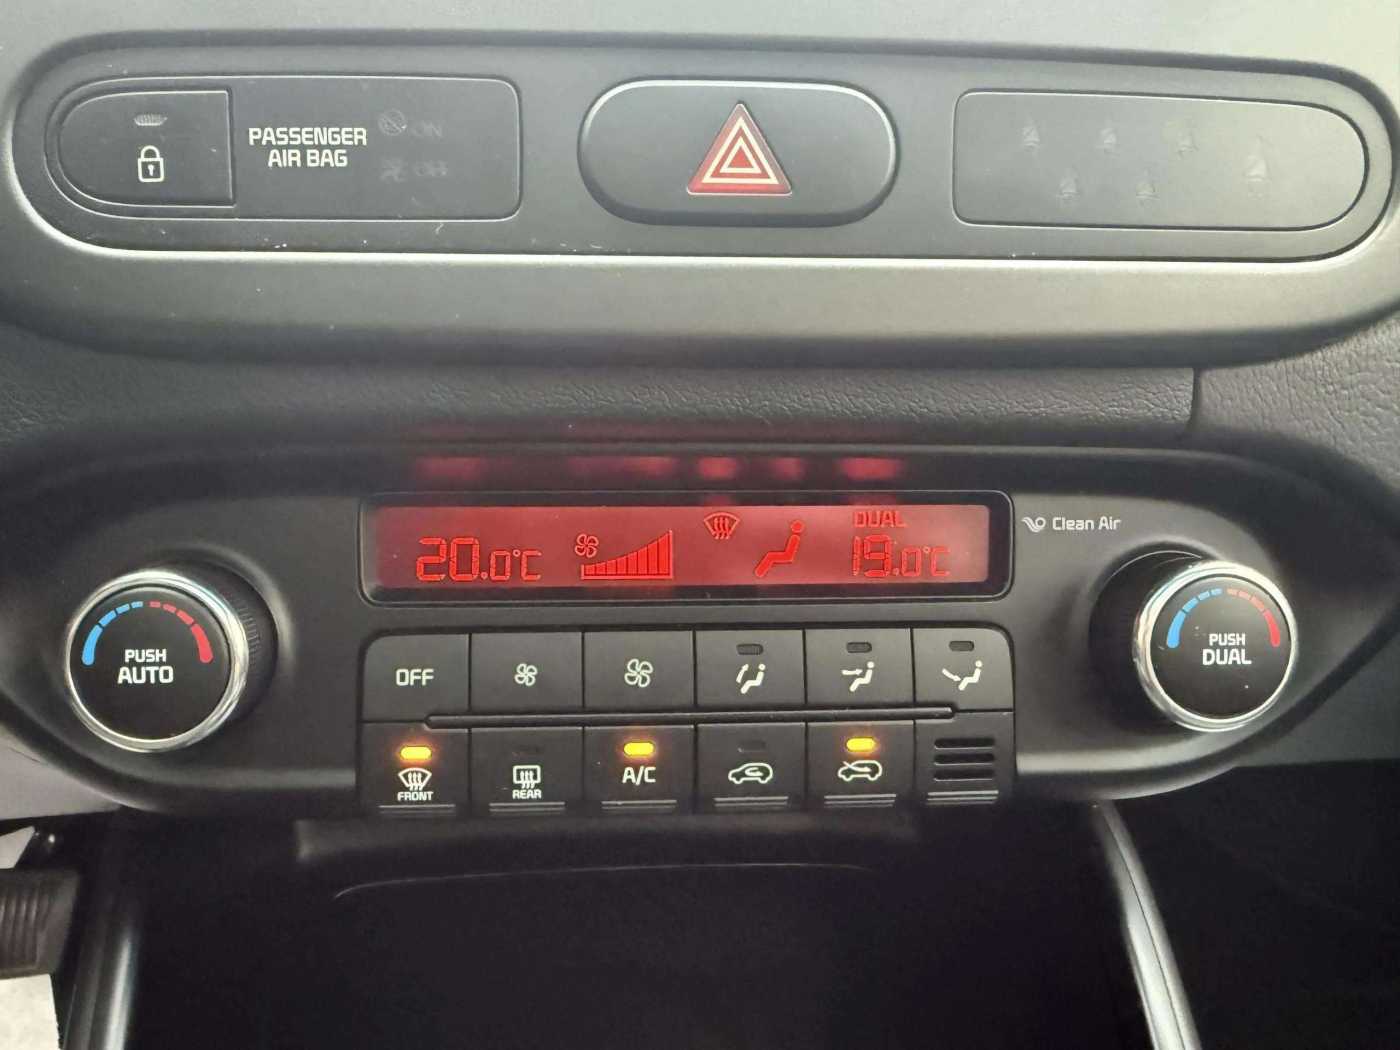 PASSENGER
AIR BAG
ON
OFF
20.0°C
DUAL
19.0°C
Clean Air
PUSH
AUTO
PUSH
DUAL
OFF
FRONT
REAR
A/C